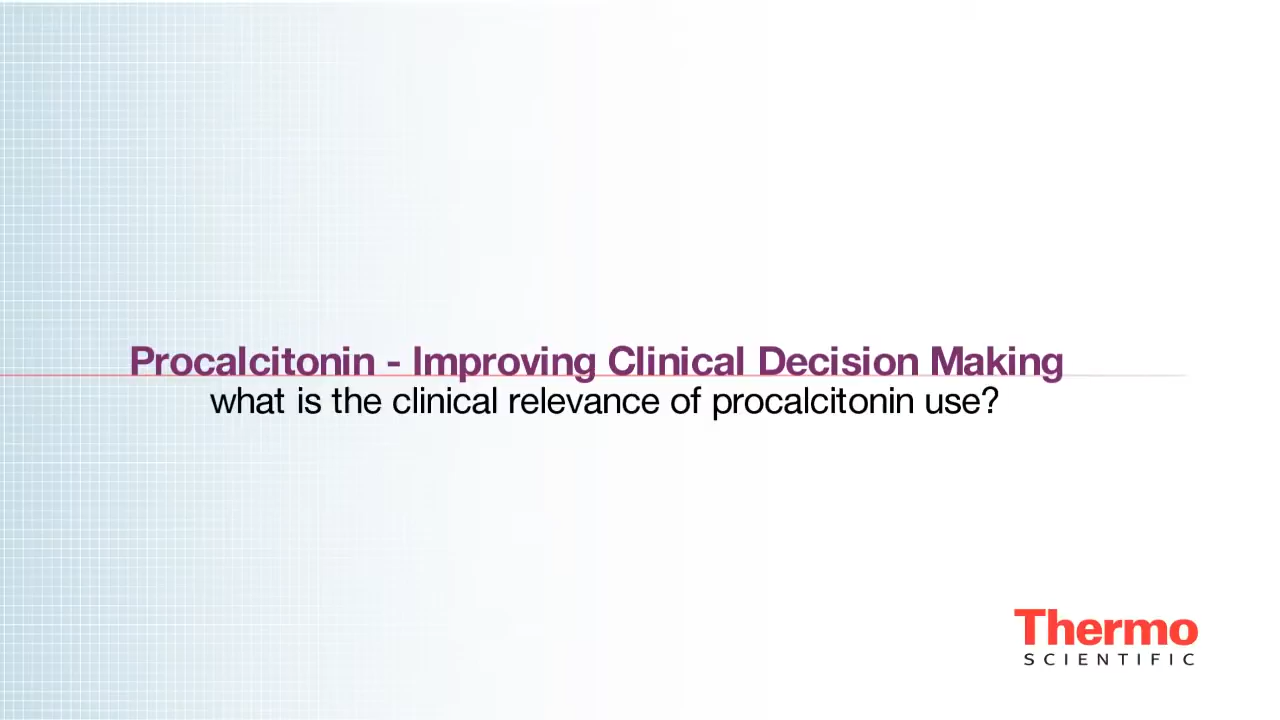 Procalcitonin - Improving Clinical Decision Making
what is the clinical relevance of procalcitonin use?
Thermo
SCIENTIFIC